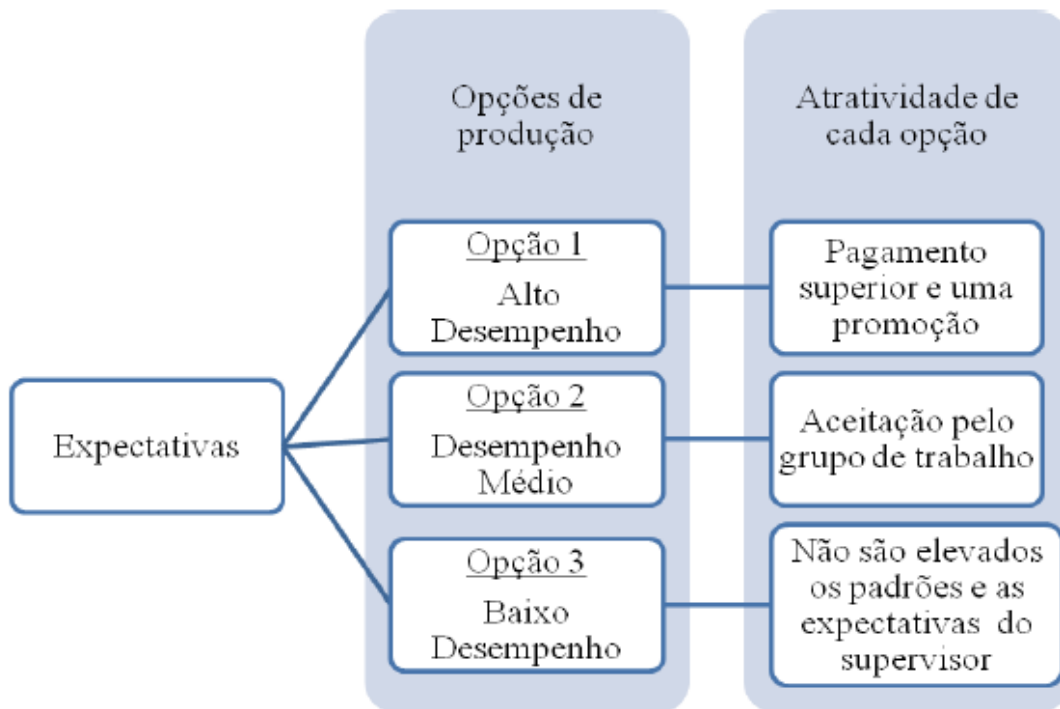 Opções de
produção
Atratividade de
cada opção
Expectativas
Opção 1
Alto
Desempenho
Pagamento
superior e uma
promoção
Opção 2
Desempenho
Médio
Aceitação pelo
grupo de trabalho
Opção 3
Baixo
Desempenho
Não são elevados
os padrões e as
expectativas do
supervisor